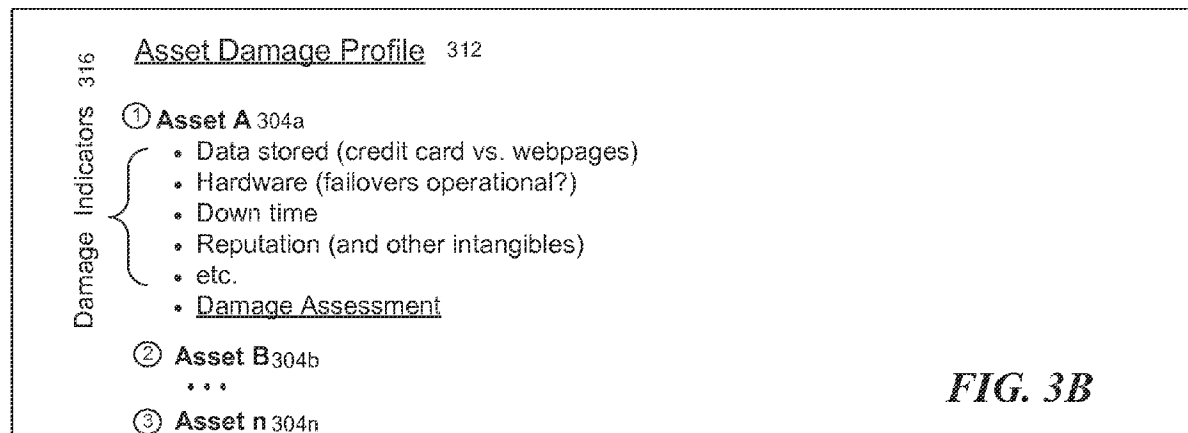 Asset Damage Profile 312
Damage Indicators 316
① Asset A 304a
• Data stored (credit card vs. webpages)
• Hardware (failovers operational?)
• Down time
• Reputation (and other intangibles)
• etc.
• Damage Assessment
② Asset B 304b
• • •
③ Asset n 304n
FIG. 3B